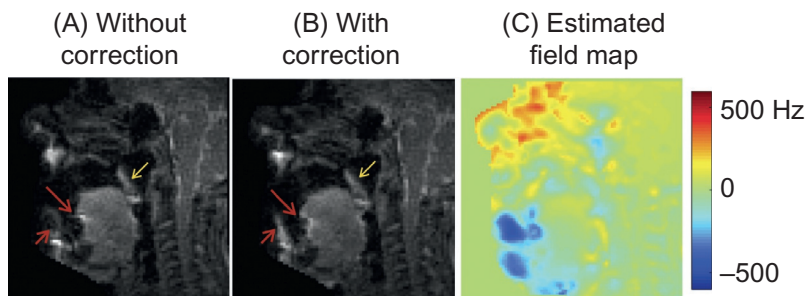 (A) Without
correction
(B) With
correction
(C) Estimated
field map
500 Hz
0
–500